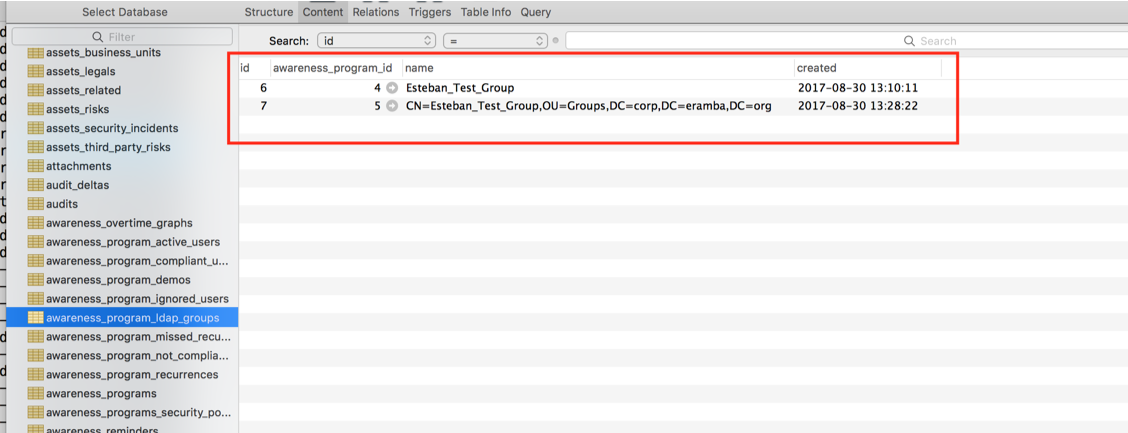 Select Database
Structure Content Relations Triggers Table Info Query
Filter
Search: id = Search
assets_business_units
assets_legals
assets_related
assets_risks
assets_security_incidents
assets_third_party_risks
attachments
audit_deltas
audits
awareness_overtime_graphs
awareness_program_active_users
awareness_program_compliant_u...
awareness_program_demos
awareness_program_ignored_users
awareness_program_ldap_groups
awareness_program_missed_recu...
awareness_program_not_complia...
awareness_program_recurrences
awareness_programs
awareness_programs_security_po...
awareness_reminders
id awareness_program_id name created
6 4 Esteban_Test_Group 2017-08-30 13:10:11
7 5 CN=Esteban_Test_Group,OU=Groups,DC=corp,DC=eramba,DC=org 2017-08-30 13:28:22